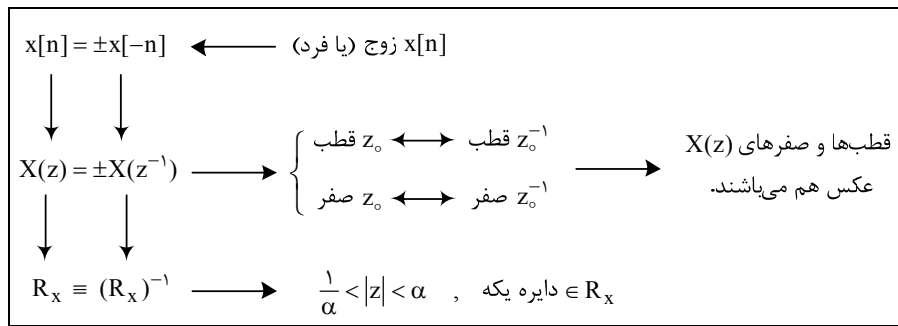 x[n] = ±x[−n] ⟵ x[n] زوج (یا فرد)
X(z) = ±X(z⁻¹) ⟶ { قطب z₀ ⟷ قطب z₀⁻¹
صفر z₀ ⟷ صفر z₀⁻¹
⟶ قطب‌ها و صفرهای X(z)
عکس هم می‌باشند.
Rₓ ≡ (Rₓ)⁻¹ ⟶ ۱/α < |z| < α , دایره یکه ∈ Rₓ